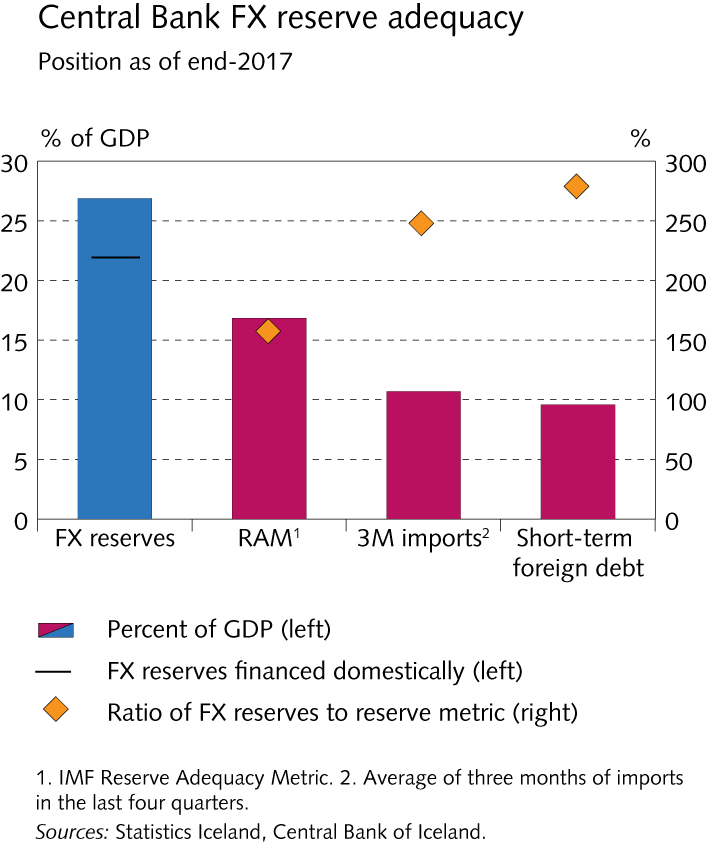 Central Bank FX reserve adequacy
Position as of end-2017
% of GDP %
30 300
25 250
20 200
15 150
10 100
5 50
0 0
FX reserves RAM¹ 3M imports² Short-term
foreign debt
Percent of GDP (left)
FX reserves financed domestically (left)
Ratio of FX reserves to reserve metric (right)
1. IMF Reserve Adequacy Metric. 2. Average of three months of imports
in the last four quarters.
Sources: Statistics Iceland, Central Bank of Iceland.